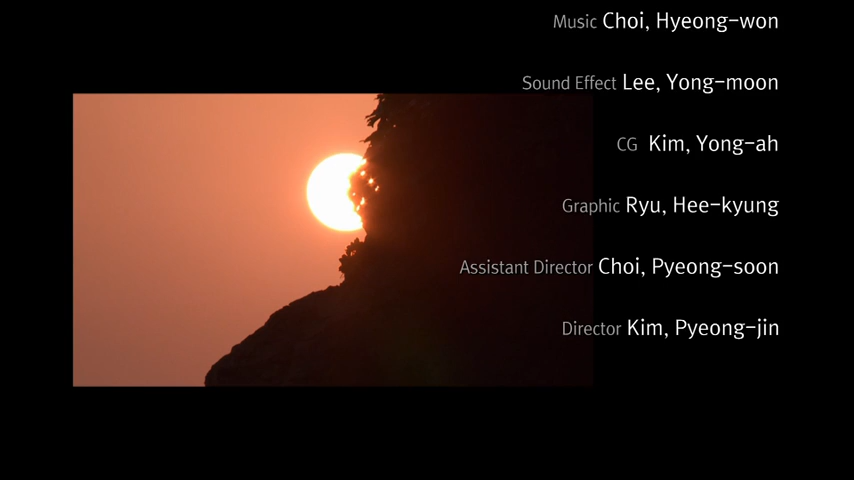 Music Choi, Hyeong-won
Sound Effect Lee, Yong-moon
CG Kim, Yong-ah
Graphic Ryu, Hee-kyung
Assistant Director Choi, Pyeong-soon
Director Kim, Pyeong-jin